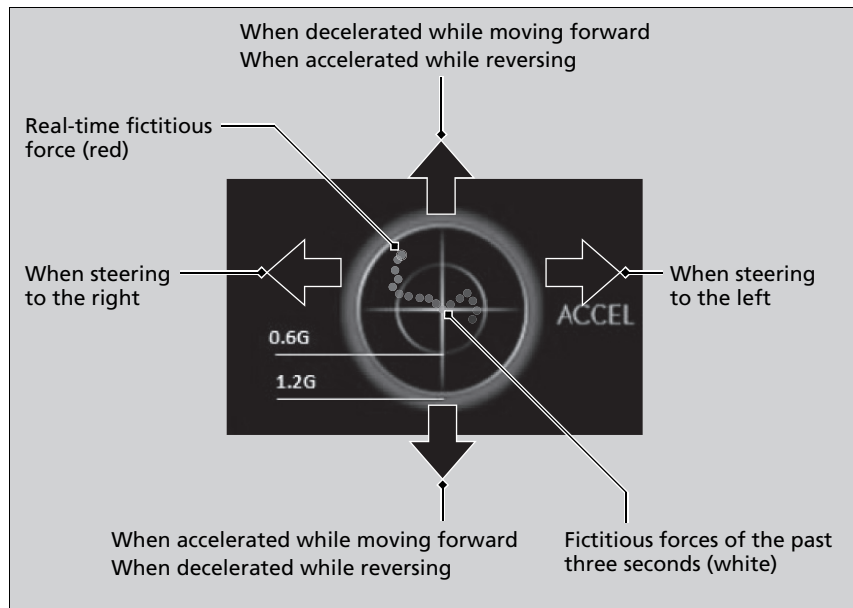 When decelerated while moving forward
When accelerated while reversing
Real-time fictitious
force (red)
When steering
to the right
When steering
to the left
ACCEL
0.6G
1.2G
When accelerated while moving forward
When decelerated while reversing
Fictitious forces of the past
three seconds (white)